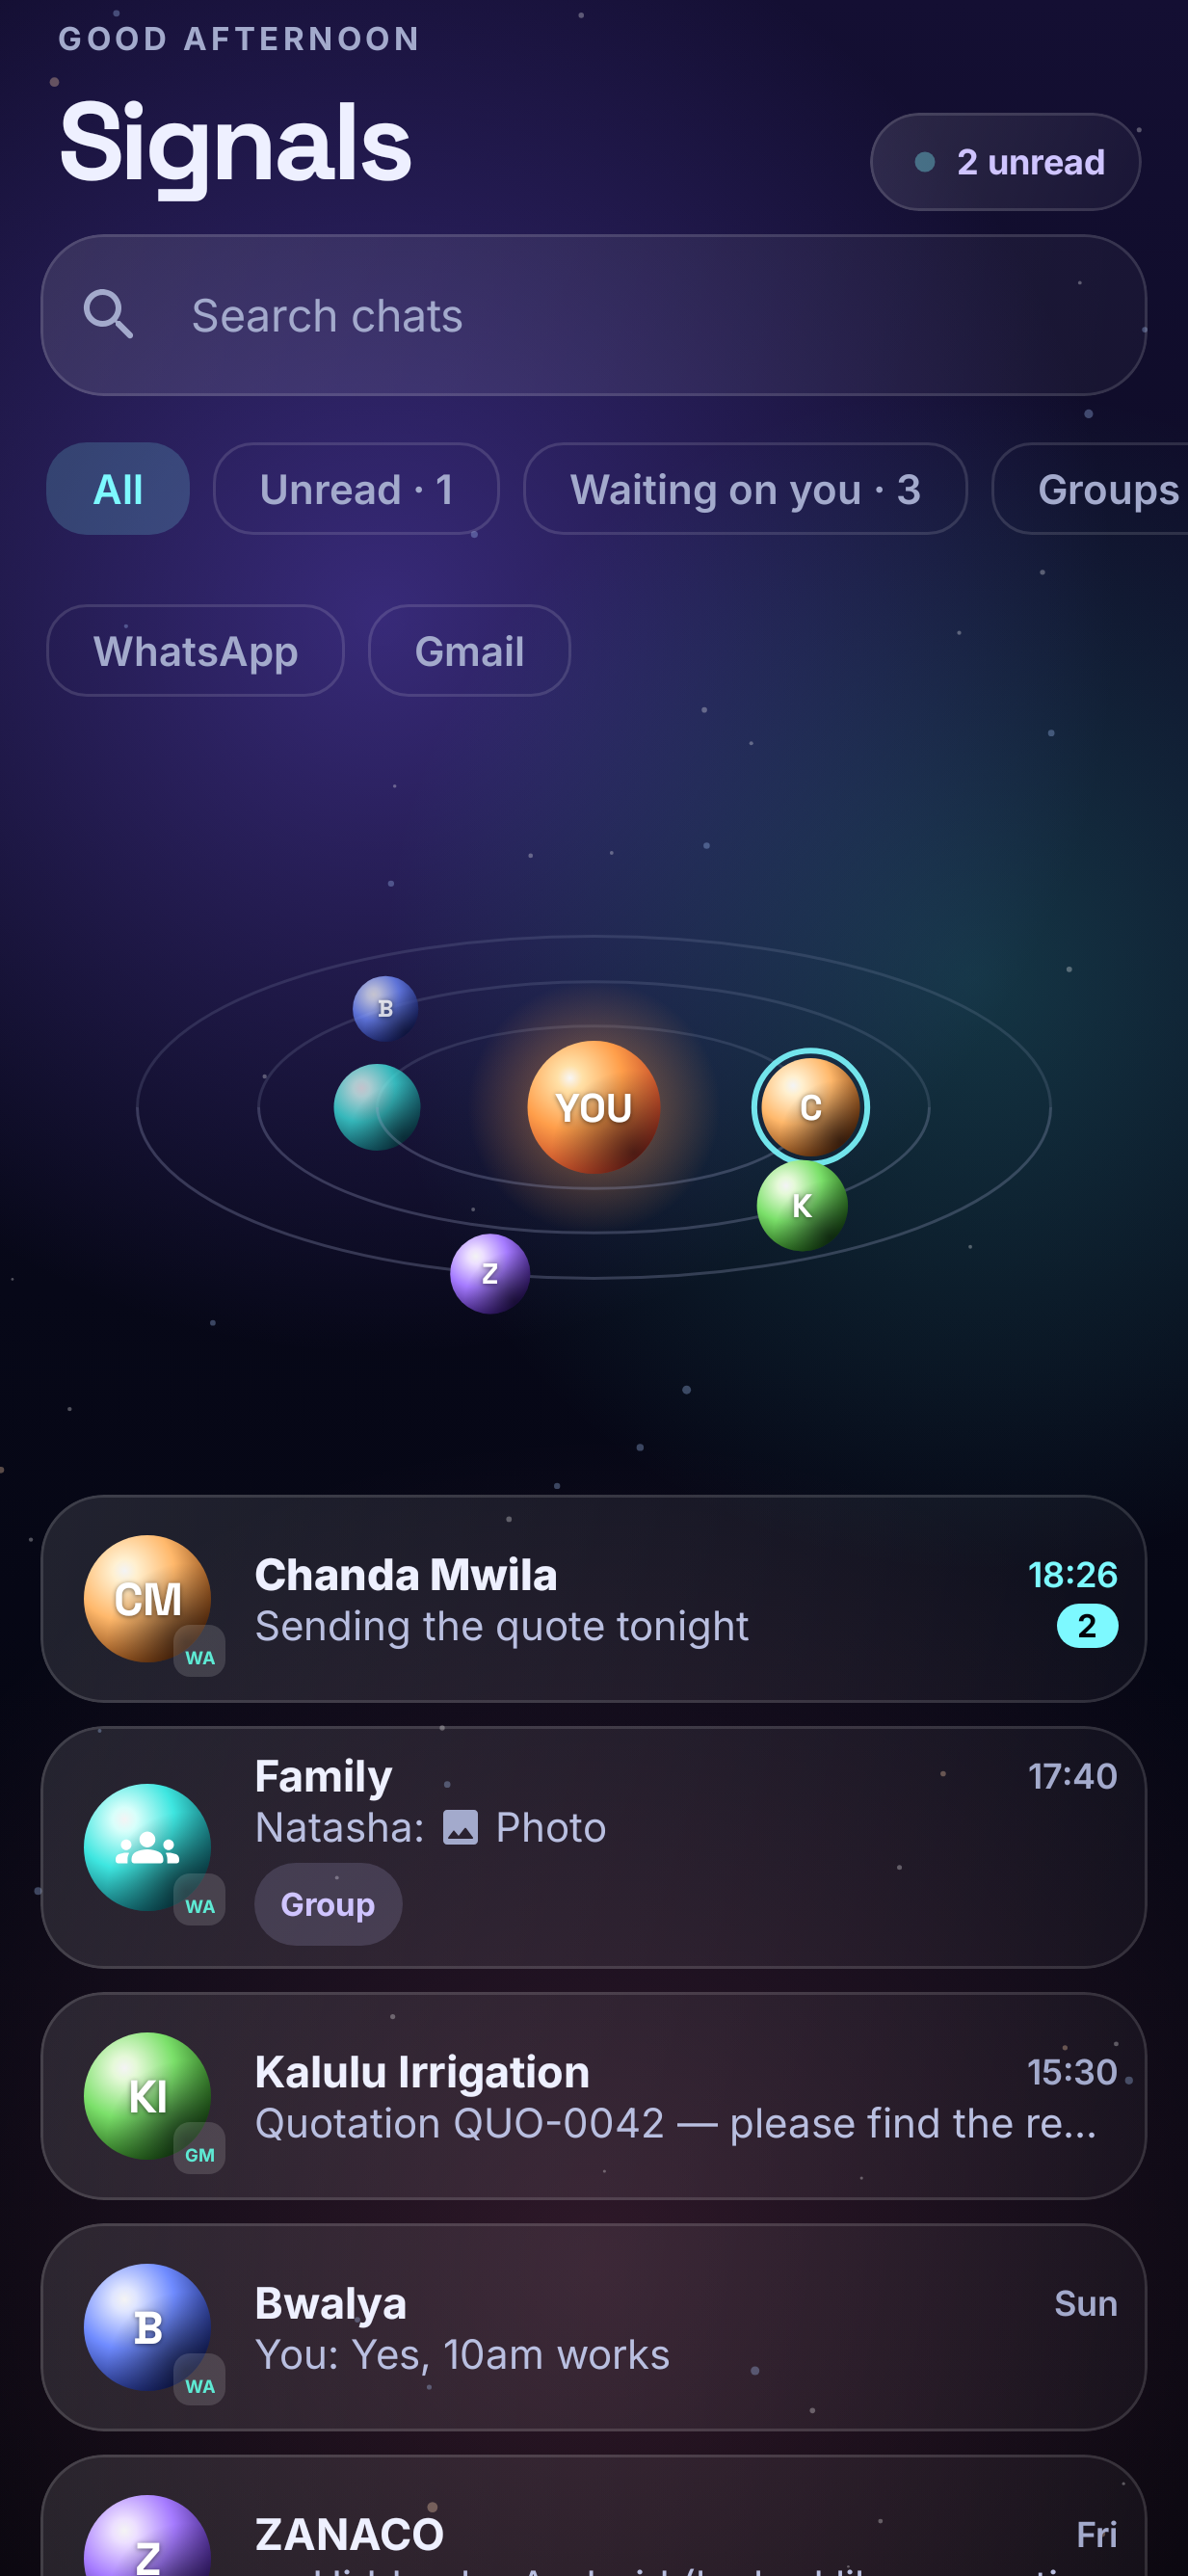 GOOD AFTERNOON
Signals
2 unread
Search chats
All
Unread · 1
Waiting on you · 3
Groups
WhatsApp
Gmail
B
YOU
C
K
Z
CM
WA
Chanda Mwila
18:26
Sending the quote tonight
2
WA
Family
17:40
Natasha: Photo
Group
KI
GM
Kalulu Irrigation
15:30
Quotation QUO-0042 — please find the re...
B
WA
Bwalya
Sun
You: Yes, 10am works
Z
ZANACO
Fri